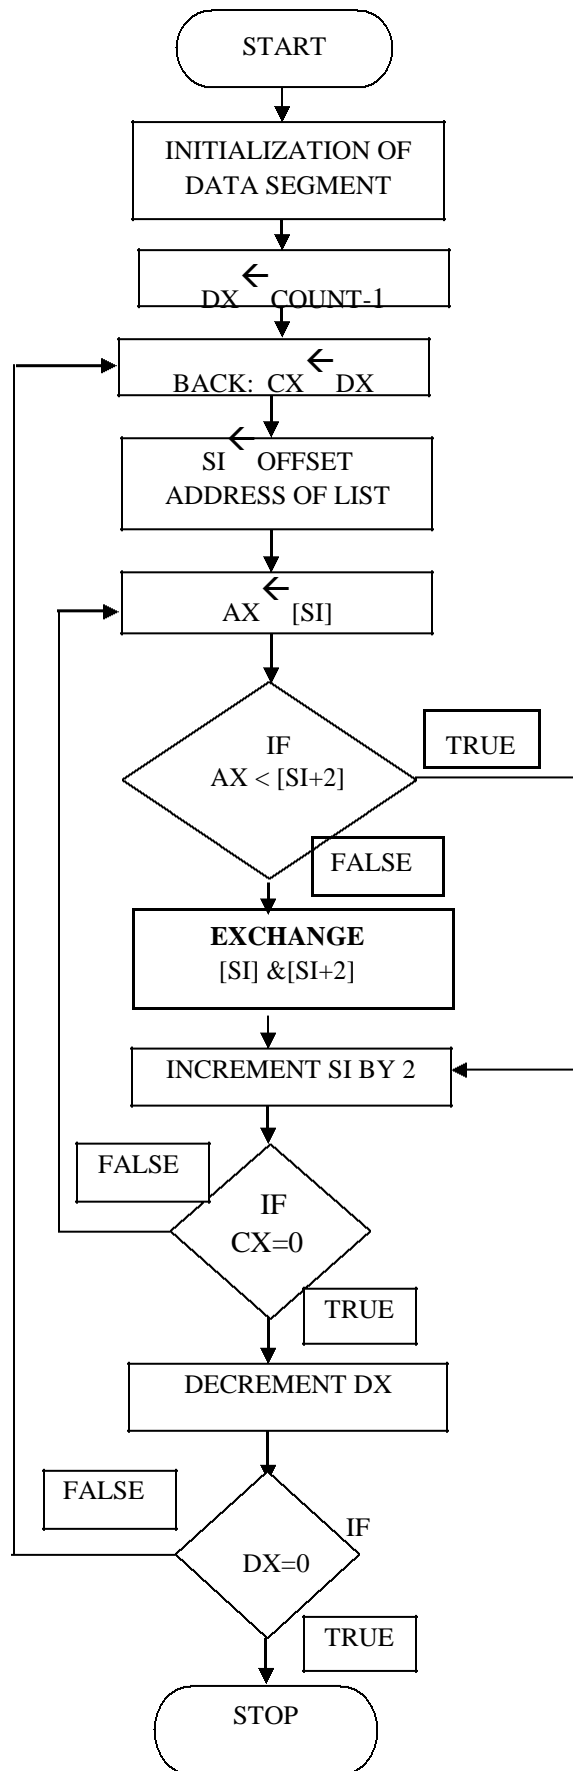 START
INITIALIZATION OF
DATA SEGMENT
DX ← COUNT-1
BACK: CX ← DX
SI ← OFFSET
ADDRESS OF LIST
AX ← [SI]
IF
AX < [SI+2]
TRUE
FALSE
EXCHANGE
[SI] &[SI+2]
INCREMENT SI BY 2
FALSE
IF
CX=0
TRUE
DECREMENT DX
FALSE
IF
DX=0
TRUE
STOP